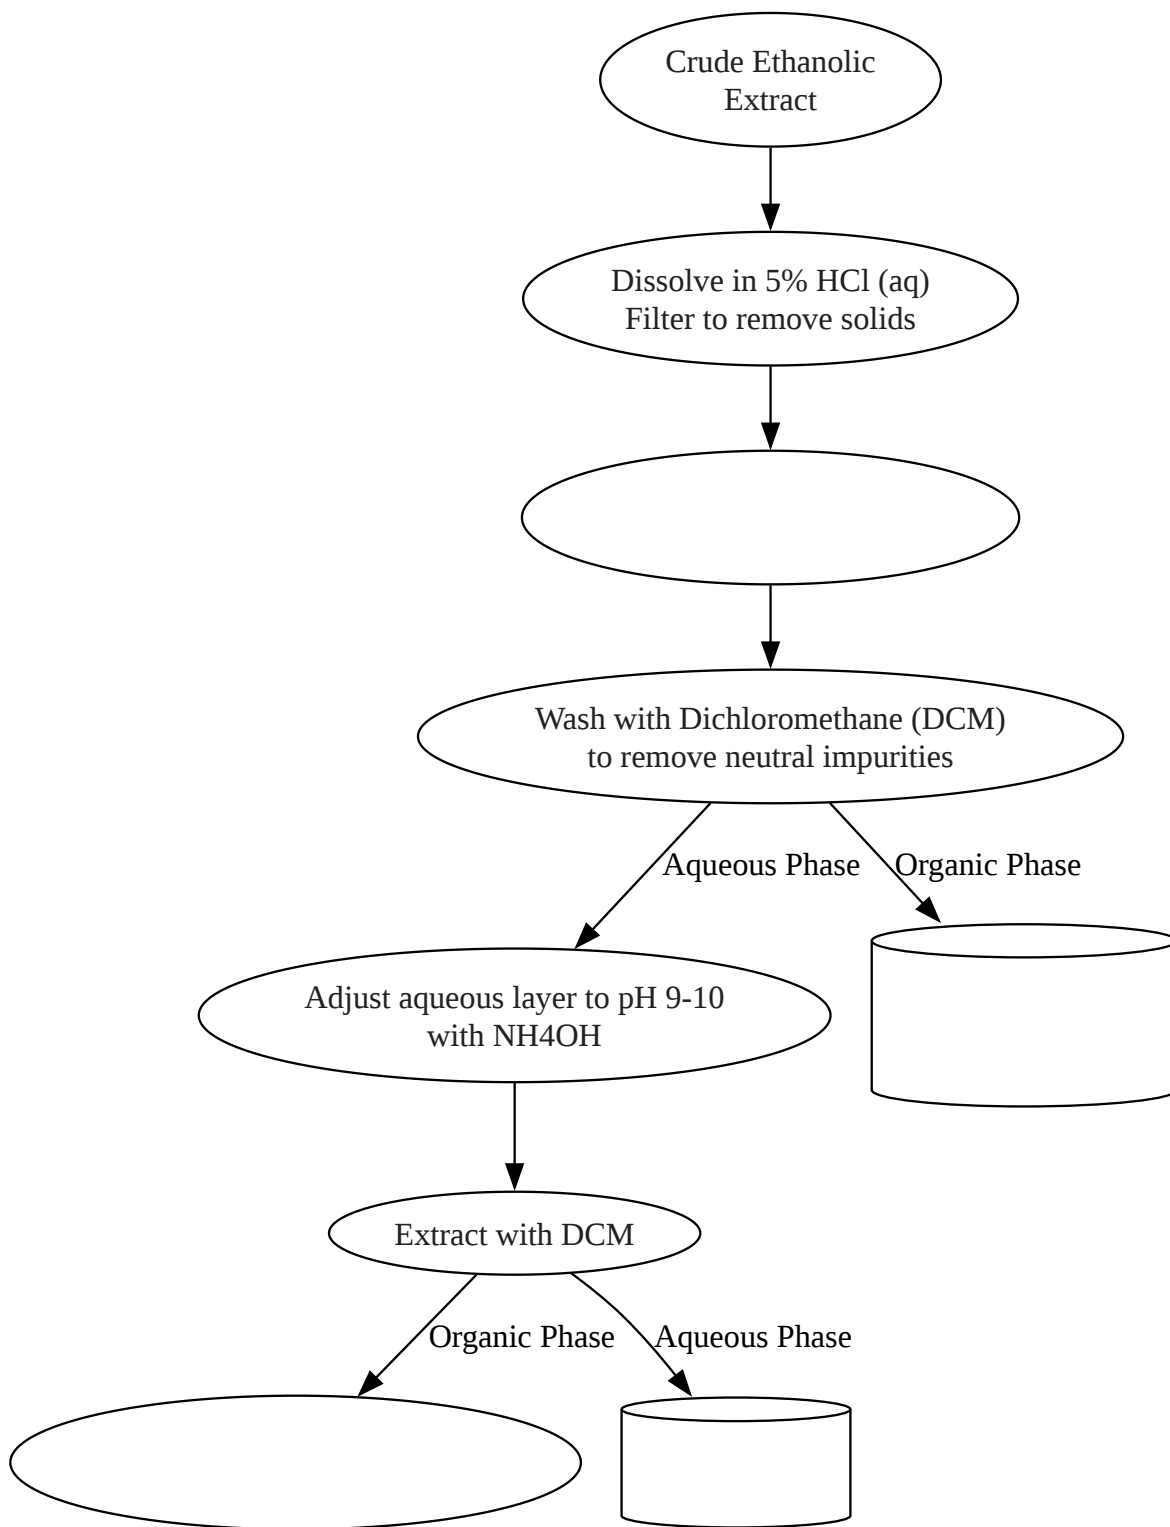 Crude Ethanolic
Extract
Dissolve in 5% HCl (aq)
Filter to remove solids
Wash with Dichloromethane (DCM)
to remove neutral impurities
Aqueous Phase
Organic Phase
Adjust aqueous layer to pH 9-10
with NH4OH
Extract with DCM
Organic Phase
Aqueous Phase